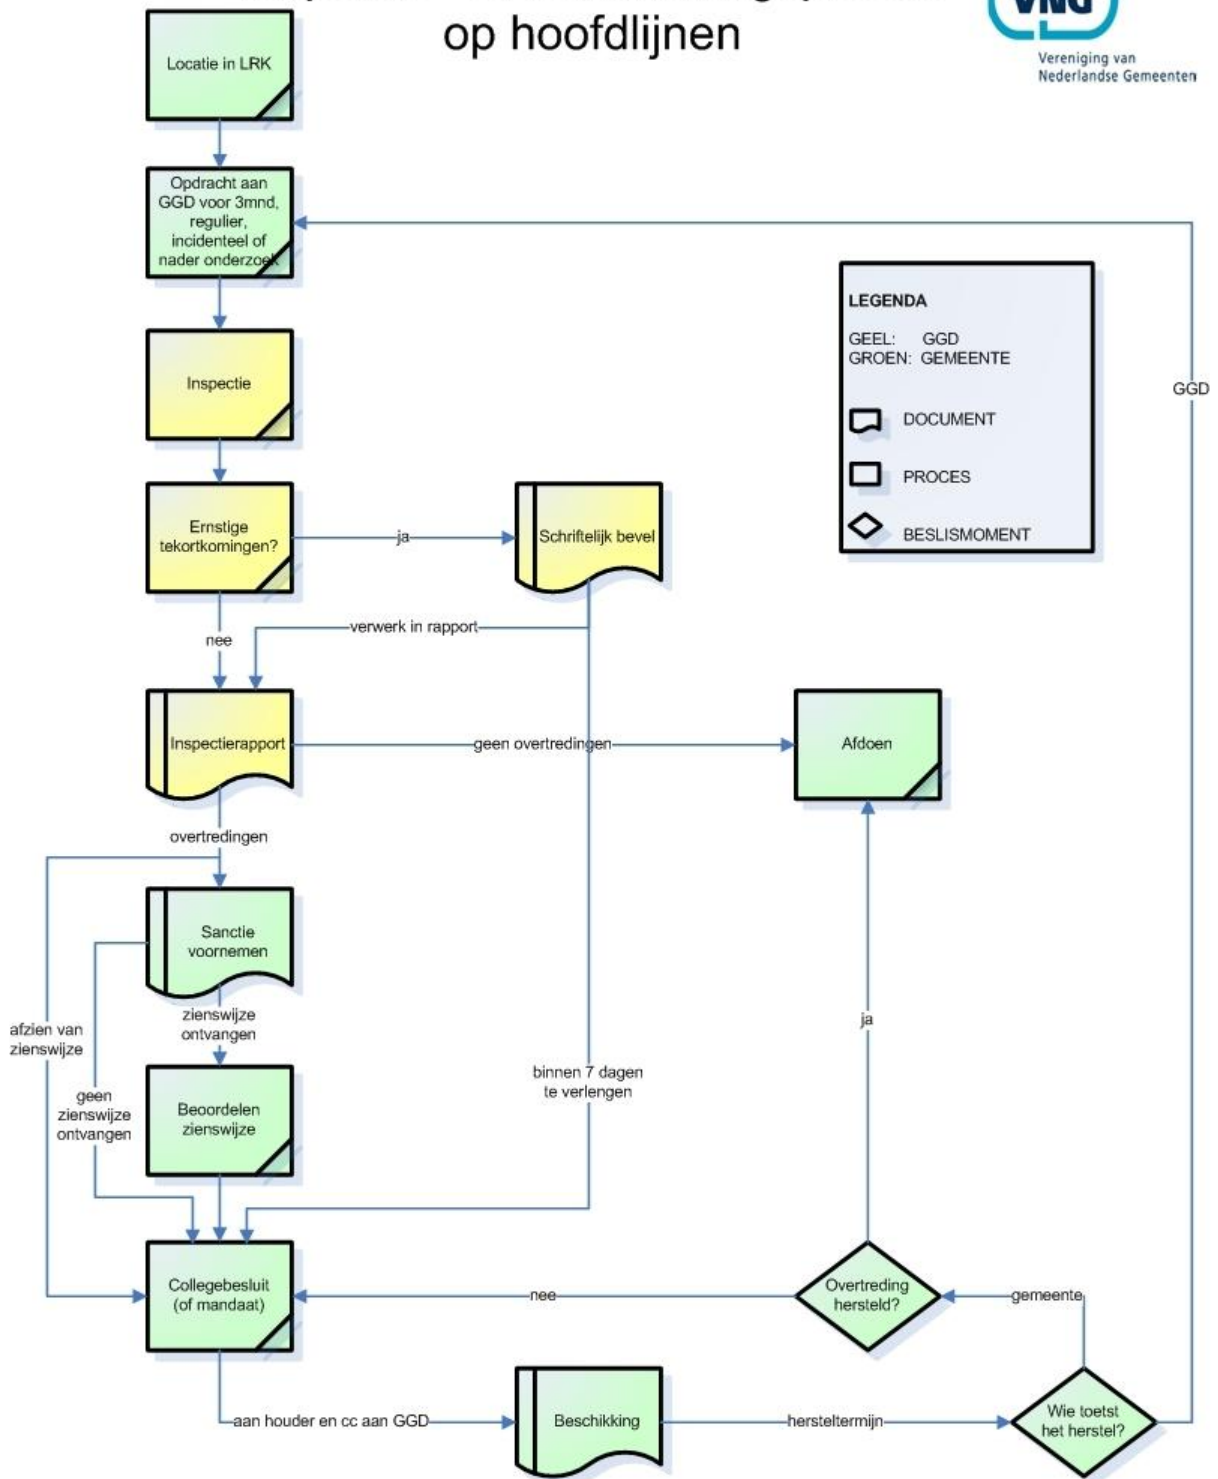 op hoofdlijnen
VNG
Vereniging van
Nederlandse Gemeenten
Locatie in LRK
Opdracht aan
GGD voor 3mnd,
regulier,
incidenteel of
nader onderzoek
LEGENDA
GEEL: GGD
GROEN: GEMEENTE
DOCUMENT
PROCES
BESLISMOMENT
GGD
Inspectie
Ernstige
tekortkomingen?
ja
Schriftelijk bevel
nee
verwerk in rapport
Inspectierapport
geen overtredingen
Afdoen
overtredingen
Sanctie
voornemen
zienswijze
ontvangen
afzien van
zienswijze
geen
zienswijze
ontvangen
binnen 7 dagen
te verlengen
ja
Beoordelen
zienswijze
Collegebesluit
(of mandaat)
nee
Overtreding
hersteld?
gemeente
aan houder en cc aan GGD
Beschikking
hersteltermijn
Wie toetst
het herstel?